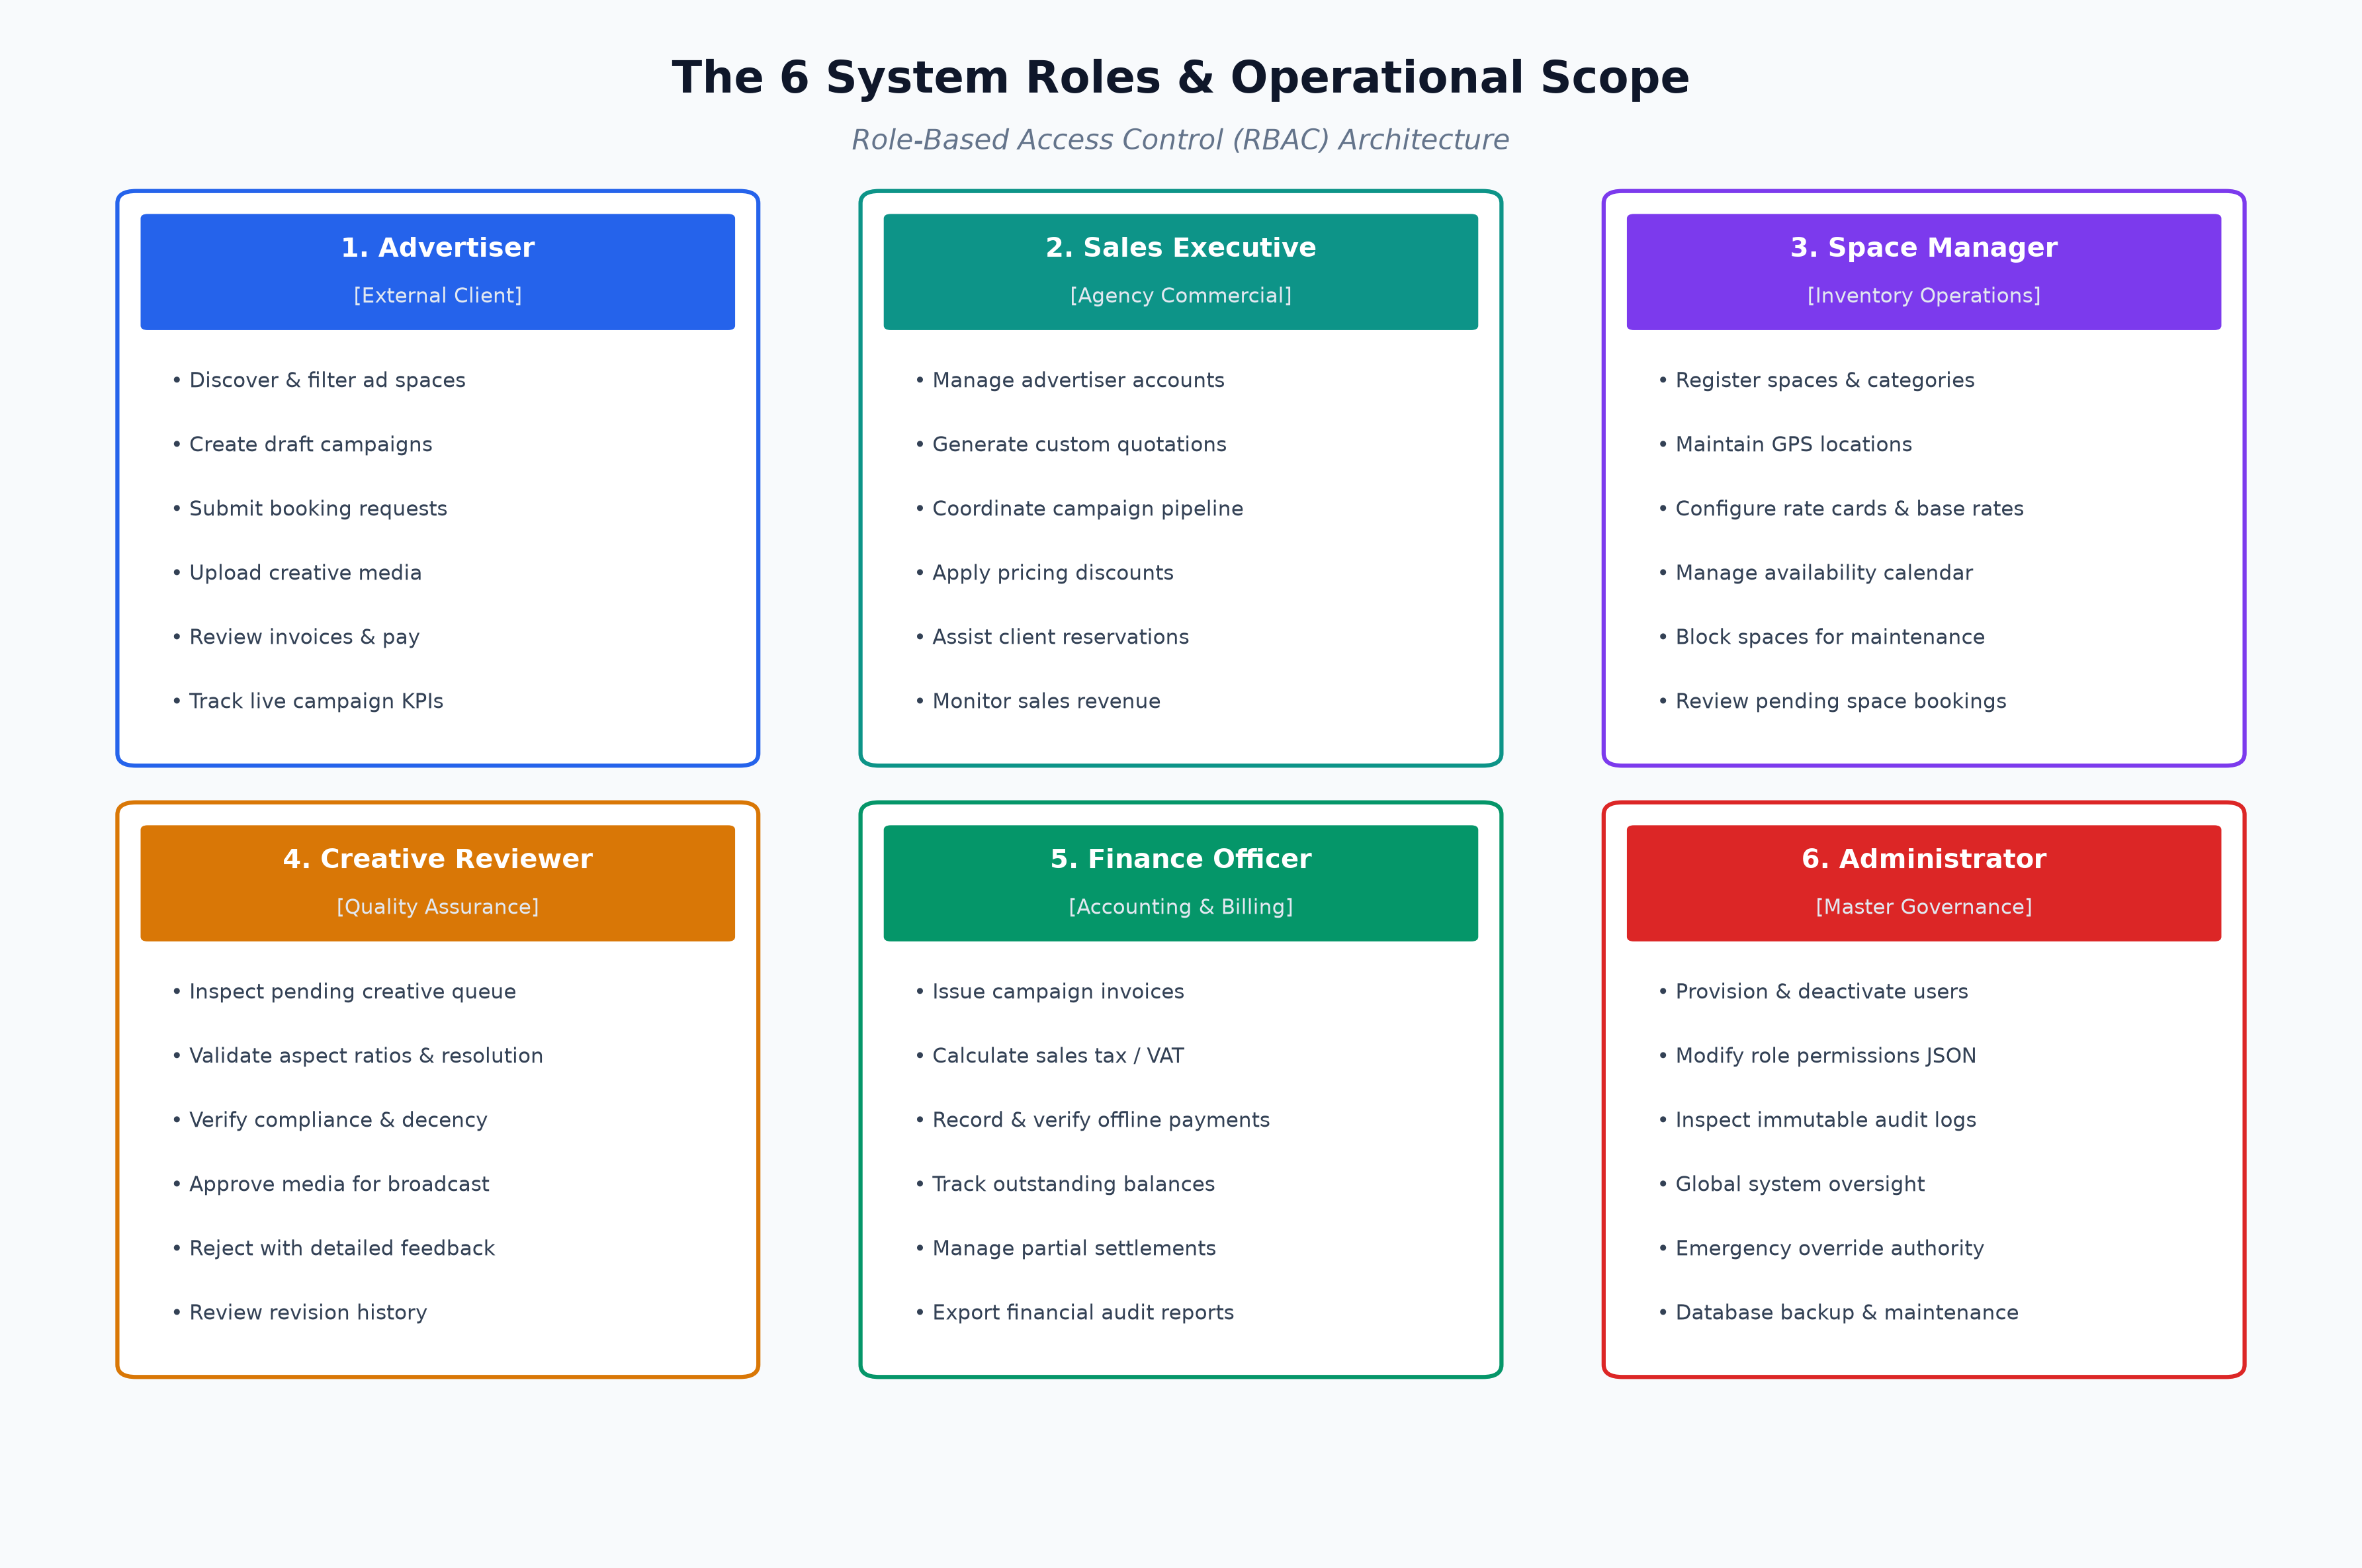 The 6 System Roles & Operational Scope
Role-Based Access Control (RBAC) Architecture
1. Advertiser
[External Client]
• Discover & filter ad spaces
• Create draft campaigns
• Submit booking requests
• Upload creative media
• Review invoices & pay
• Track live campaign KPIs
2. Sales Executive
[Agency Commercial]
• Manage advertiser accounts
• Generate custom quotations
• Coordinate campaign pipeline
• Apply pricing discounts
• Assist client reservations
• Monitor sales revenue
3. Space Manager
[Inventory Operations]
• Register spaces & categories
• Maintain GPS locations
• Configure rate cards & base rates
• Manage availability calendar
• Block spaces for maintenance
• Review pending space bookings
4. Creative Reviewer
[Quality Assurance]
• Inspect pending creative queue
• Validate aspect ratios & resolution
• Verify compliance & decency
• Approve media for broadcast
• Reject with detailed feedback
• Review revision history
5. Finance Officer
[Accounting & Billing]
• Issue campaign invoices
• Calculate sales tax / VAT
• Record & verify offline payments
• Track outstanding balances
• Manage partial settlements
• Export financial audit reports
6. Administrator
[Master Governance]
• Provision & deactivate users
• Modify role permissions JSON
• Inspect immutable audit logs
• Global system oversight
• Emergency override authority
• Database backup & maintenance